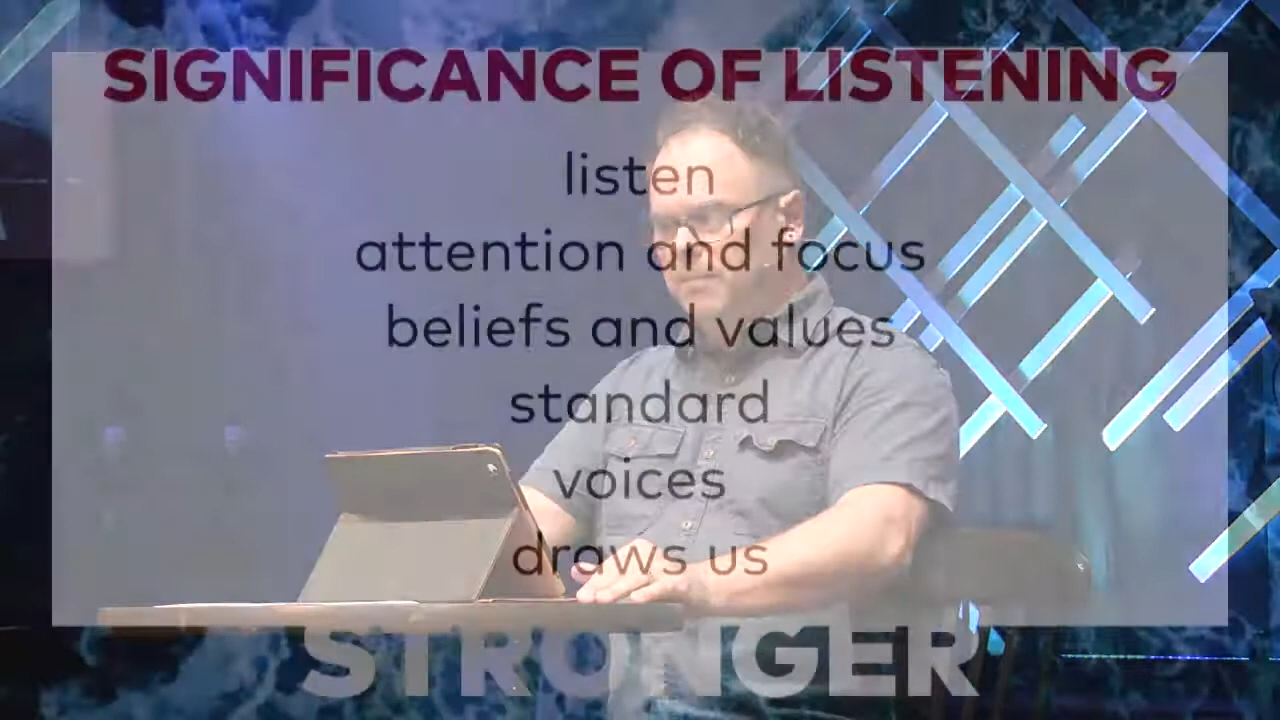 SIGNIFICANCE OF LISTENING
listen
attention and focus
beliefs and values
standard
voices
draws us
STRONGER